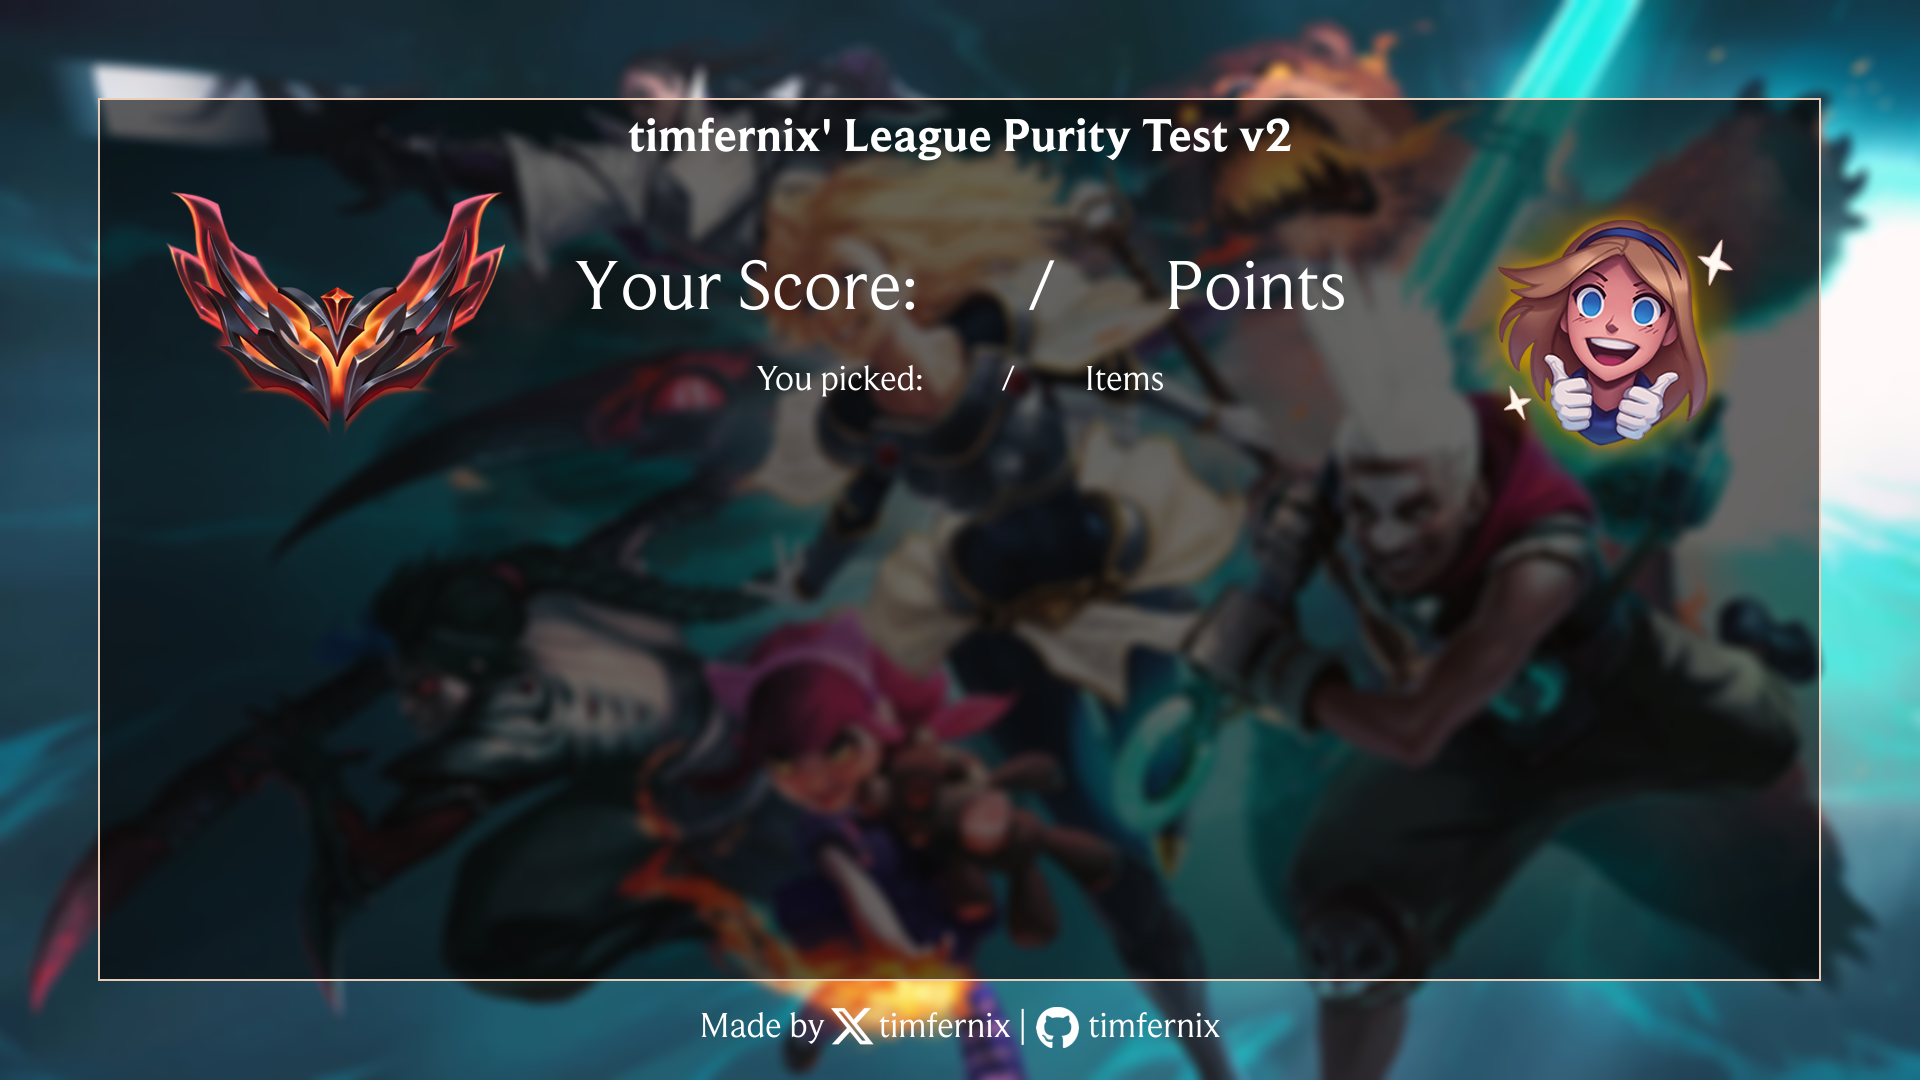 timfernix' League Purity Test v2
Your Score: / Points
You picked: / Items
Made by timfernix | timfernix